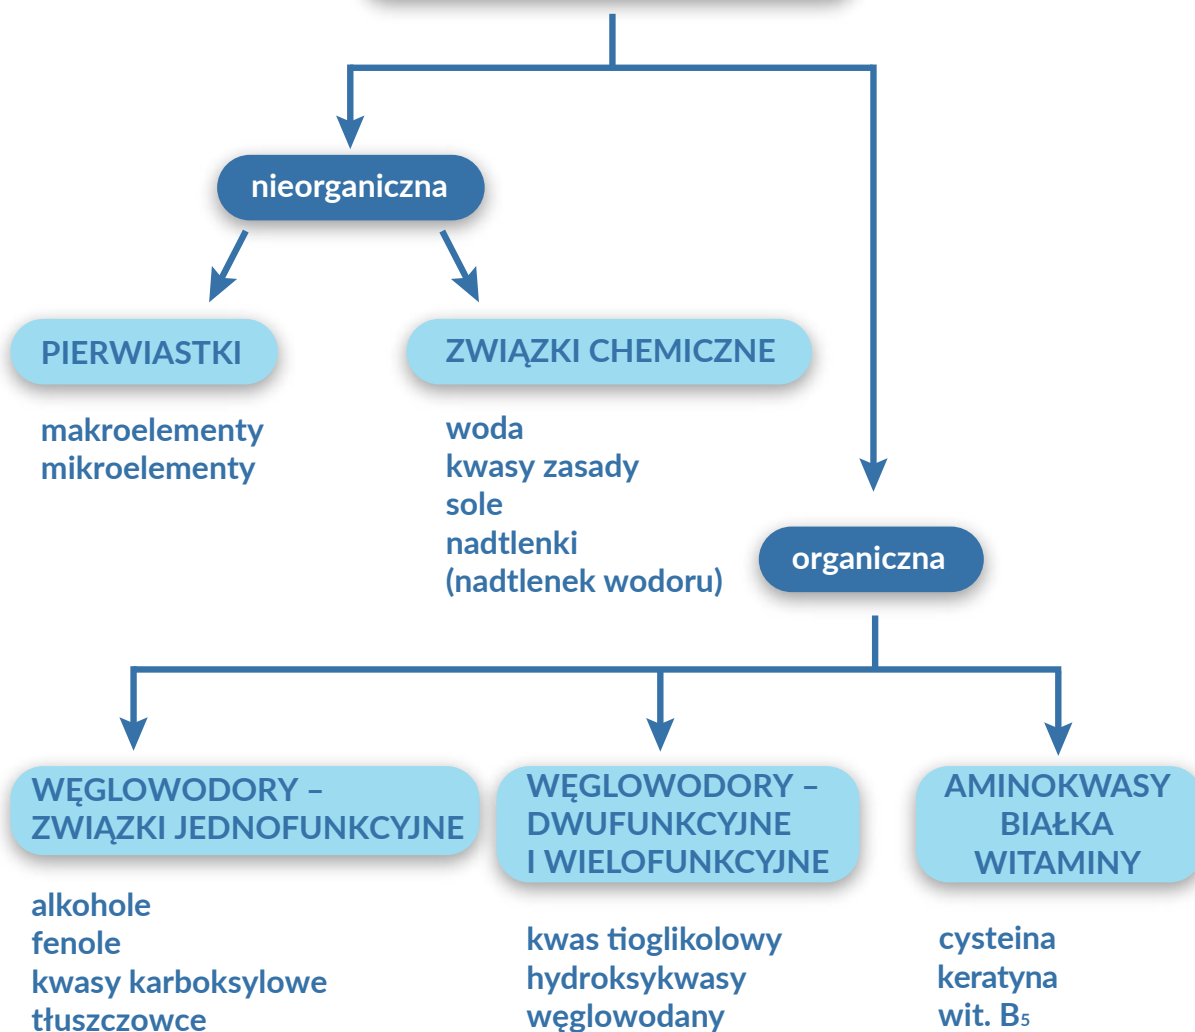 nieorganiczna
PIERWIASTKI
makroelementy
mikroelementy
ZWIĄZKI CHEMICZNE
woda
kwasy zasady
sole
nadtlenki
(nadtlenek wodoru)
organiczna
WĘGLOWODORY –
ZWIĄZKI JEDNOFUNKCYJNE
alkohole
fenole
kwasy karboksylowe
tłuszczowce
WĘGLOWODORY –
DWUFUNKCYJNE
I WIELOFUNKCYJNE
kwas tioglikolowy
hydroksykwasy
węglowodany
AMINOKWASY
BIAŁKA
WITAMINY
cysteina
keratyna
wit. B₅